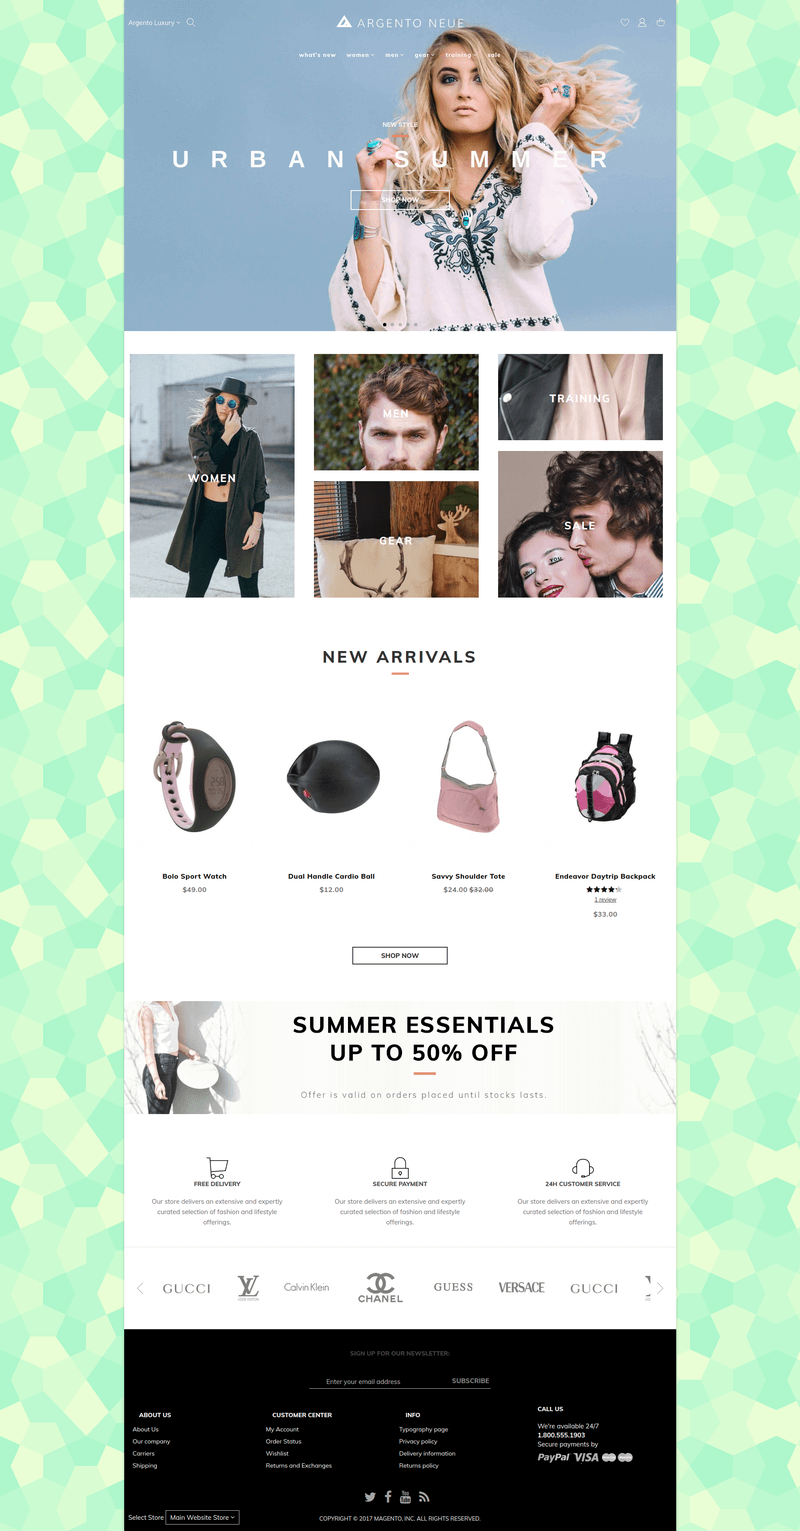 Argento Luxury
ARGENTO NEUE
what's new women men gear training sale
NEW STYLE
URBAN SUMMER
SHOP NOW
WOMEN
MEN
TRAINING
GEAR
SALE
NEW ARRIVALS
Bolo Sport Watch
$49.00
Dual Handle Cardio Ball
$12.00
Savvy Shoulder Tote
$24.00 $32.00
Endeavor Daytrip Backpack
1 review
$33.00
SHOP NOW
SUMMER ESSENTIALS
UP TO 50% OFF
Offer is valid on orders placed until stocks lasts.
FREE DELIVERY
Our store delivers an extensive and expertly
curated selection of fashion and lifestyle
offerings.
SECURE PAYMENT
Our store delivers an extensive and expertly
curated selection of fashion and lifestyle
offerings.
24H CUSTOMER SERVICE
Our store delivers an extensive and expertly
curated selection of fashion and lifestyle
offerings.
GUCCI LV Calvin Klein CHANEL GUESS VERSACE GUCCI
SIGN UP FOR OUR NEWSLETTER:
Enter your email address SUBSCRIBE
ABOUT US
About Us
Our company
Carriers
Shipping
CUSTOMER CENTER
My Account
Order Status
Wishlist
Returns and Exchanges
INFO
Typography page
Privacy policy
Delivery information
Returns policy
CALL US
We're available 24/7
1.800.555.1903
Secure payments by
PayPal VISA
You Tube
Select Store Main Website Store
COPYRIGHT © 2017 MAGENTO, INC. ALL RIGHTS RESERVED.